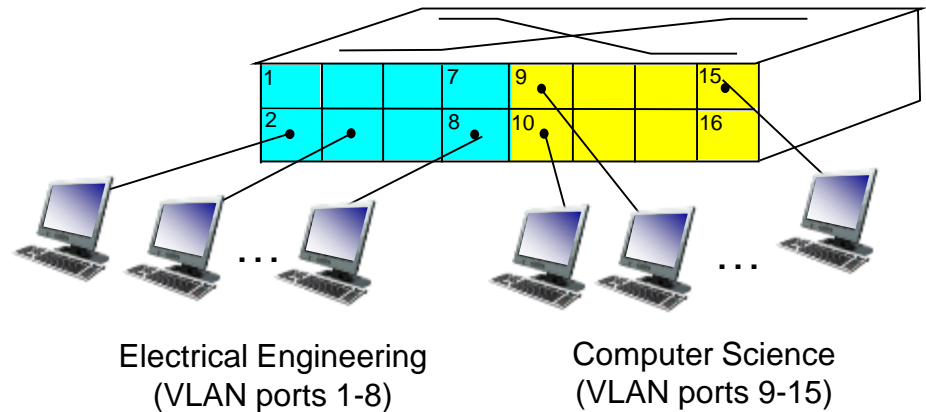 1 7 9 15
2 8 10 16
... ...
Electrical Engineering
(VLAN ports 1-8)
Computer Science
(VLAN ports 9-15)